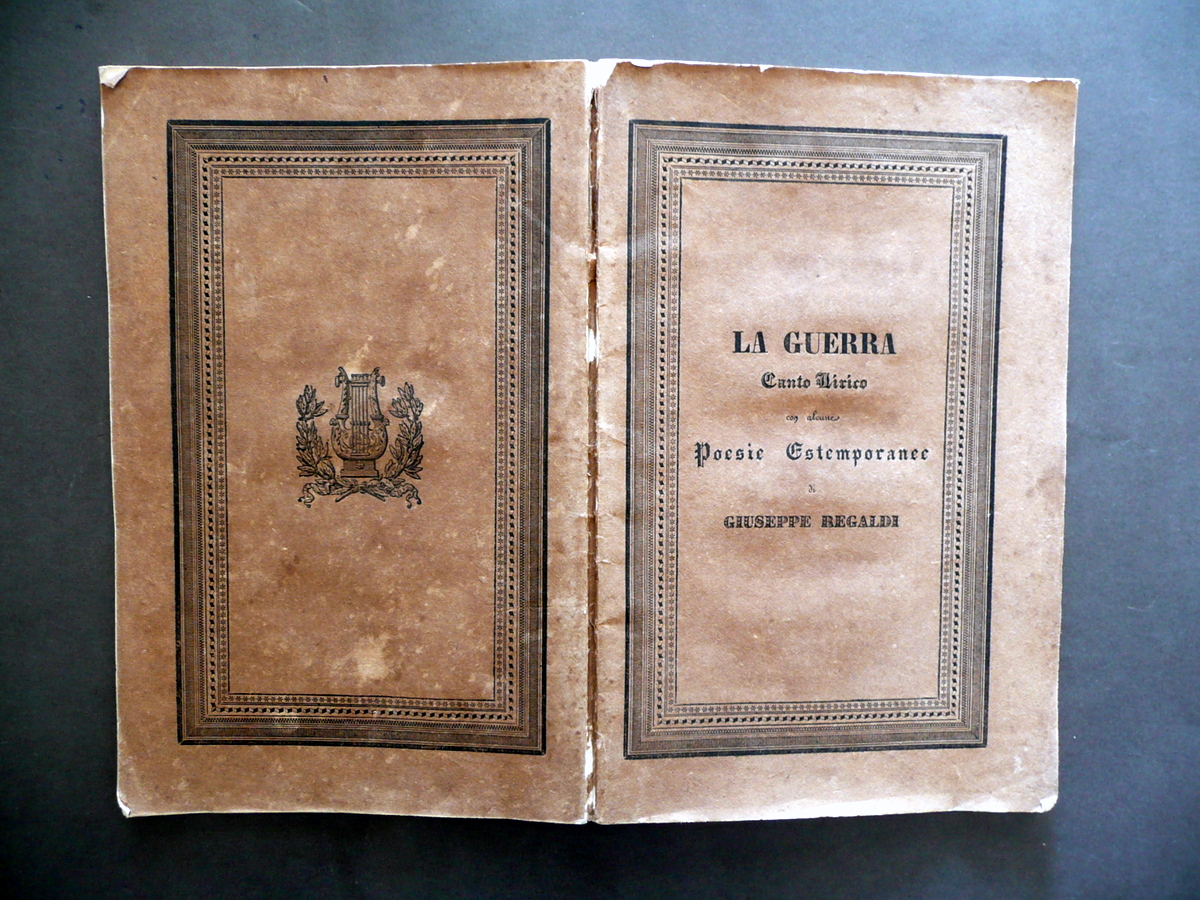 LA GUERRA
Canto Lirico
con alcune
Poesie Estemporanee
di
GIUSEPPE REGALDI